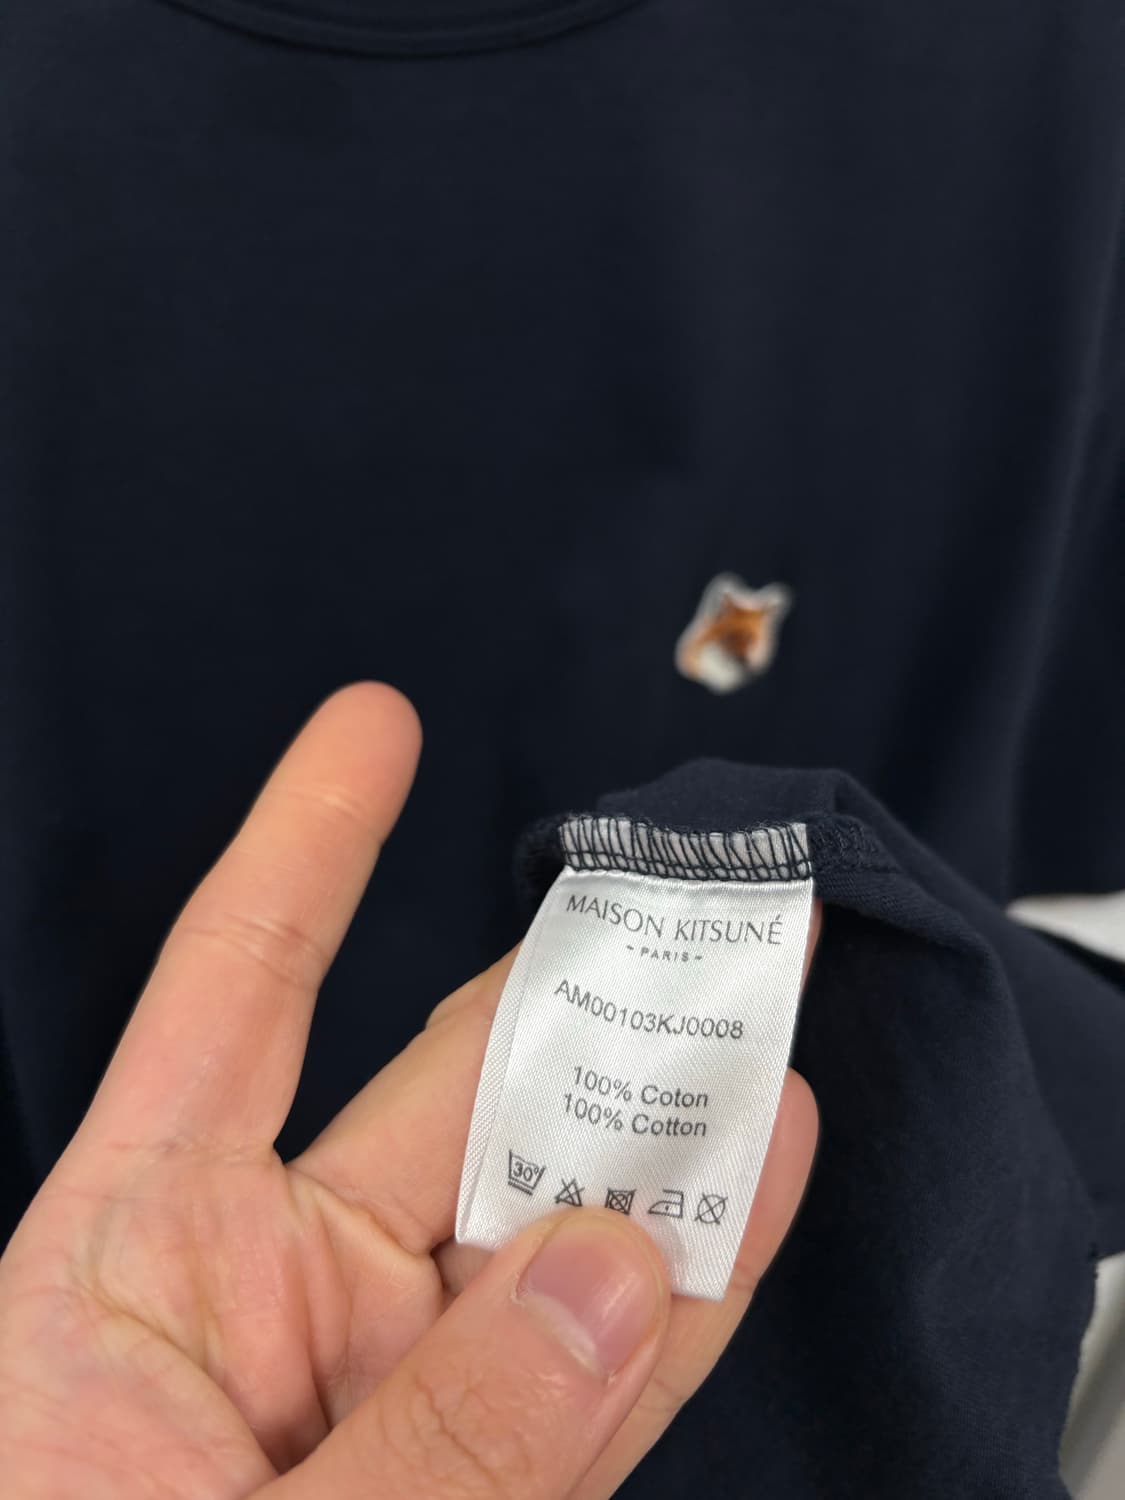 MAISON KITSUNÉ
- PARIS -
AM00103KJ0008
100% Coton
100% Cotton
30°